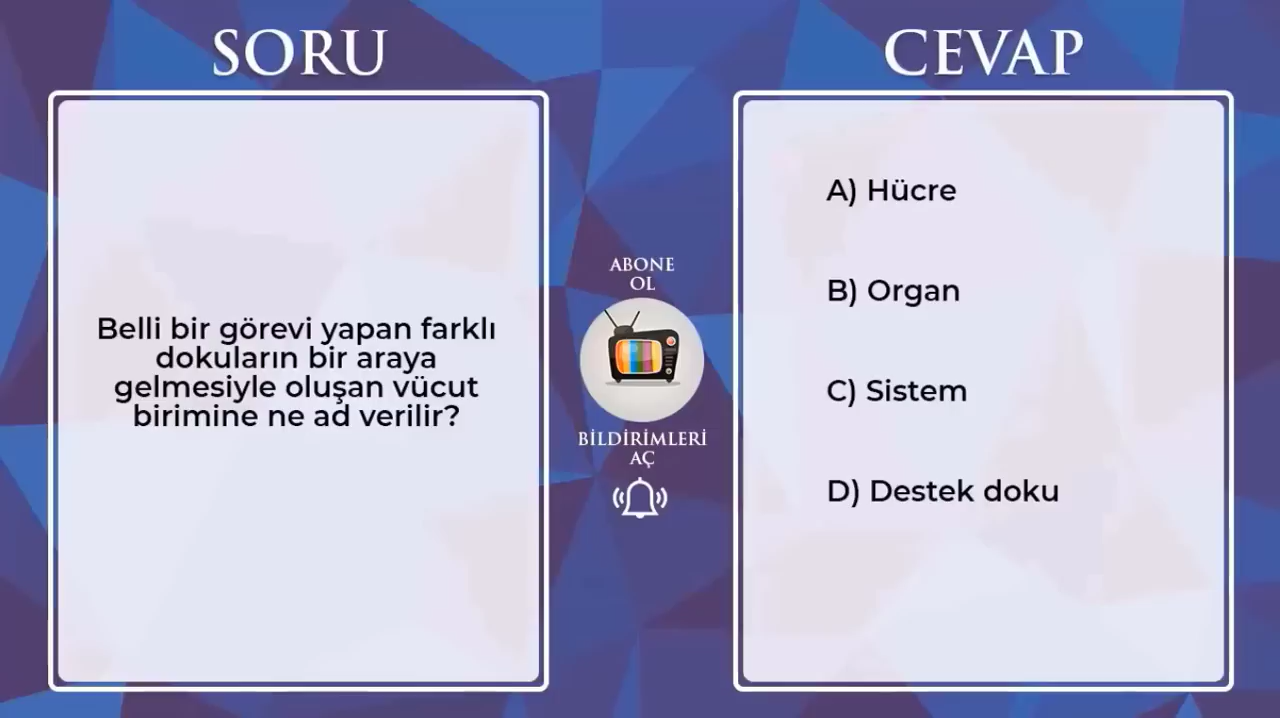 SORU
Belli bir görevi yapan farklı
dokuların bir araya
gelmesiyle oluşan vücut
birimine ne ad verilir?
ABONE
OL
BİLDİRİMLERİ
AÇ
CEVAP
A) Hücre
B) Organ
C) Sistem
D) Destek doku